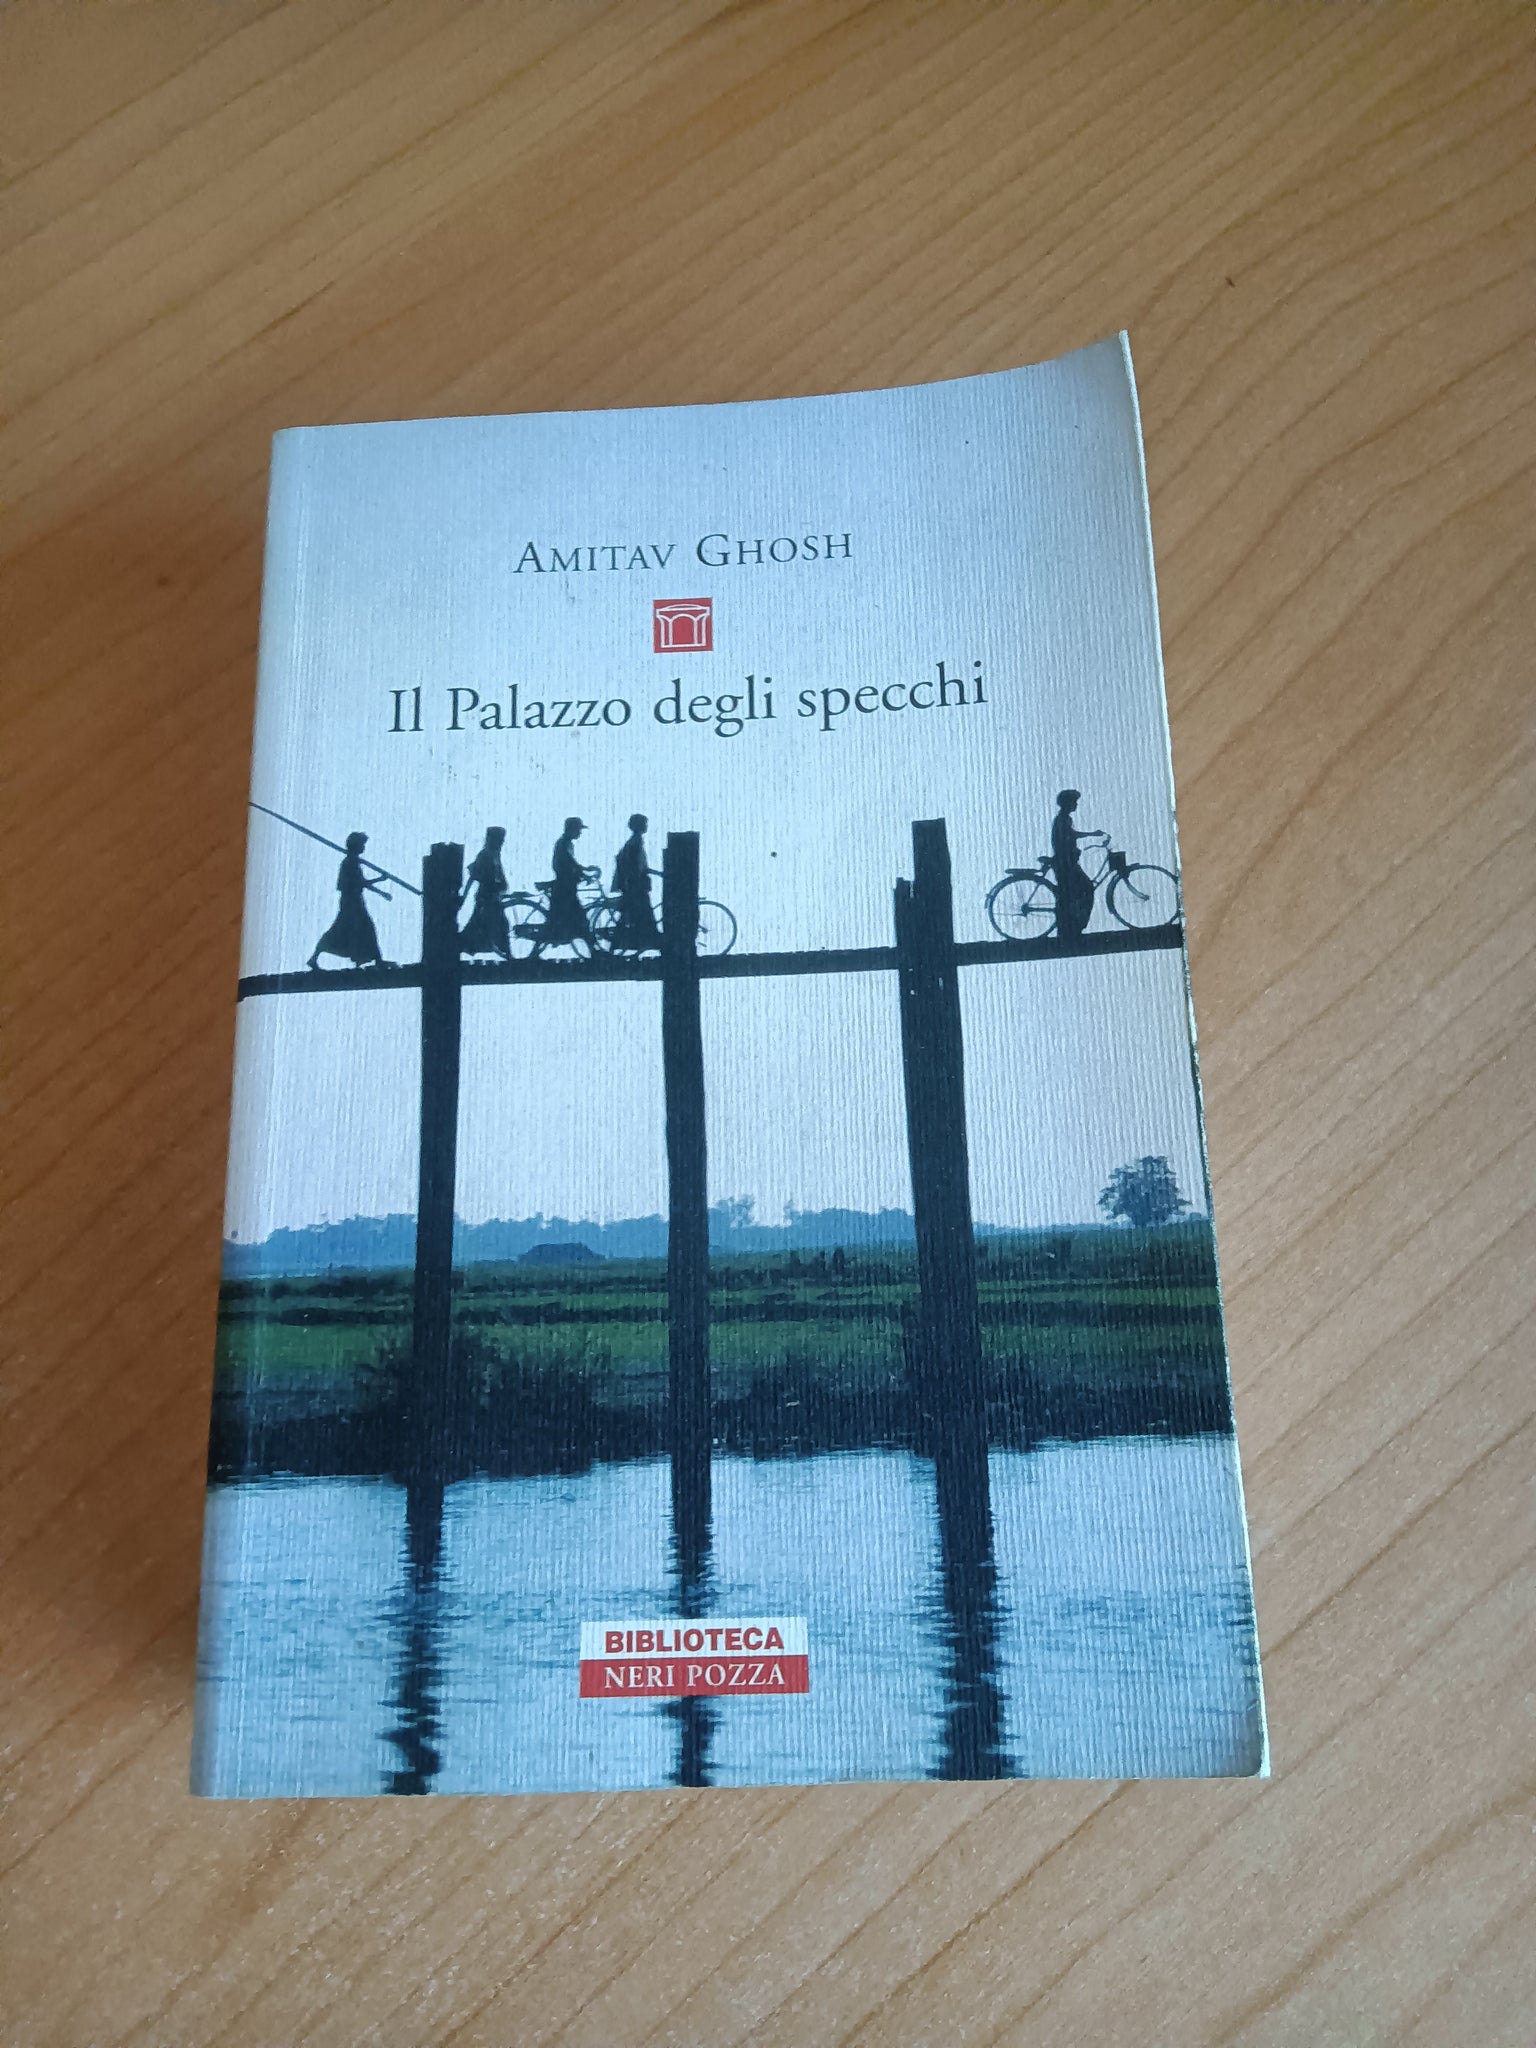 AMITAV GHOSH
Il Palazzo degli specchi
BIBLIOTECA
NERI POZZA